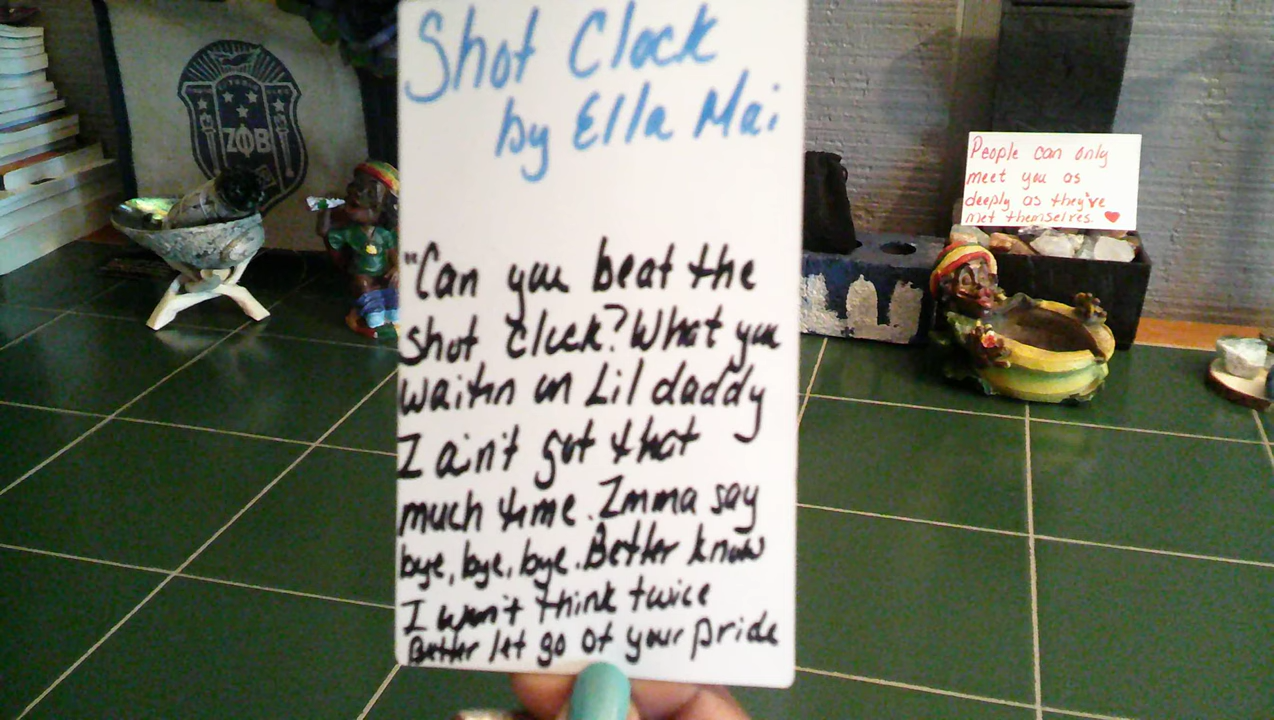 Shot Clock
by Ella Mai
"Can you beat the
shot clock? What you
waitin on Lil daddy
I ain't got that
much time. Imma say
bye, bye, bye. Better know
I won't think twice
Better let go of your pride
ΖΦΒ
People can only
meet you as
deeply as they've
met themselves. ♥